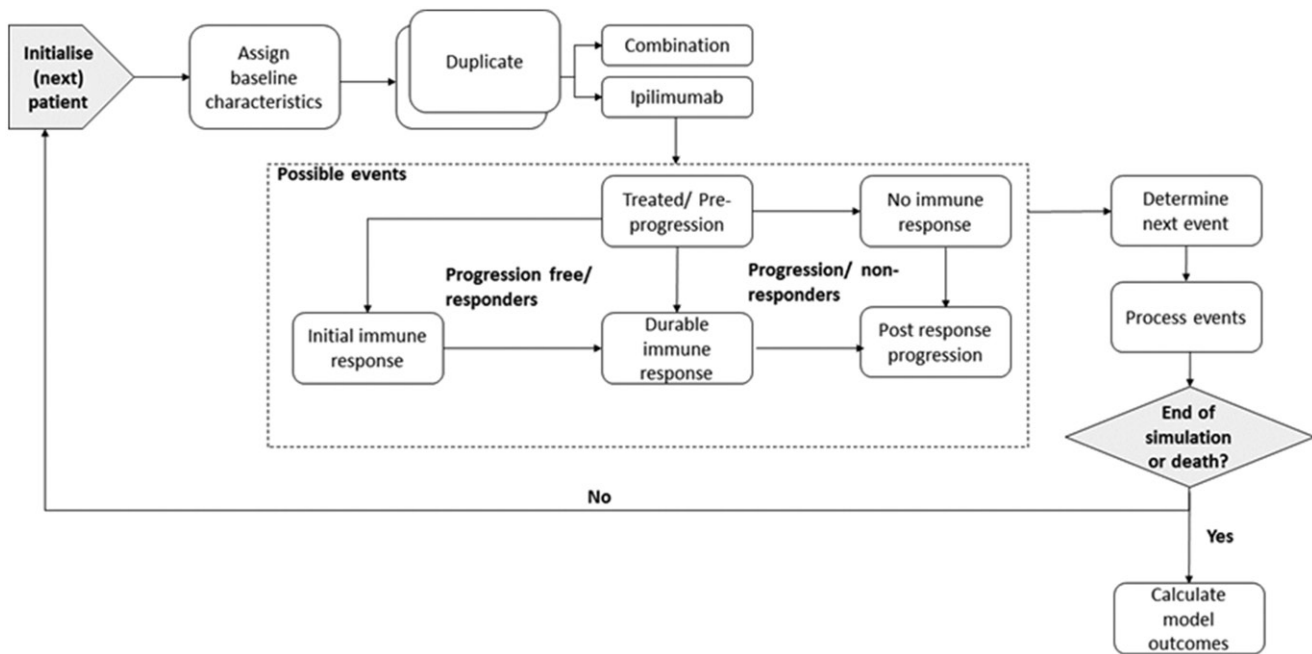 Initialise
(next)
patient
Assign
baseline
characteristics
Duplicate
Combination
Ipilimumab
Possible events
Treated/ Pre-
progression
No immune
response
Progression free/
responders
Progression/ non-
responders
Initial immune
response
Durable
immune
response
Post response
progression
Determine
next event
Process events
End of
simulation
or death?
No
Yes
Calculate
model
outcomes